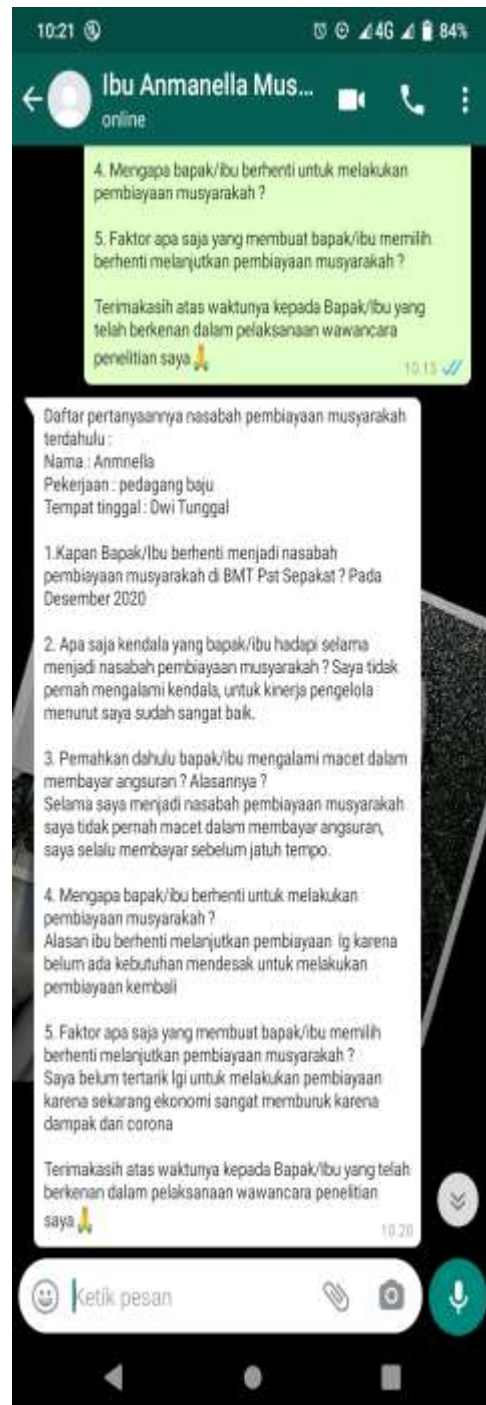 10:21
4G 84%
Ibu Anmanella Mus...
online
4. Mengapa bapak/ibu berhenti untuk melakukan
pembiayaan musyarakah ?
5. Faktor apa saja yang membuat bapak/ibu memilih
berhenti melanjutkan pembiayaan musyarakah ?
Terimakasih atas waktunya kepada Bapak/Ibu yang
telah berkenan dalam pelaksanaan wawancara
penelitian saya🙏
10.15
Daftar pertanyaannya nasabah pembiayaan musyarakah
terdahulu :
Nama : Anmnella
Pekerjaan : pedagang baju
Tempat tinggal : Dwi Tunggal
1.Kapan Bapak/Ibu berhenti menjadi nasabah
pembiayaan musyarakah di BMT Pat Sepakat ? Pada
Desember 2020
2. Apa saja kendala yang bapak/ibu hadapi selama
menjadi nasabah pembiayaan musyarakah ? Saya tidak
pernah mengalami kendala, untuk kinerja pengelola
menurut saya sudah sangat baik.
3. Pernahkan dahulu bapak/ibu mengalami macet dalam
membayar angsuran ? Alasannya ?
Selama saya menjadi nasabah pembiayaan musyarakah
saya tidak pernah macet dalam membayar angsuran,
saya selalu membayar sebelum jatuh tempo.
4. Mengapa bapak/ibu berhenti untuk melakukan
pembiayaan musyarakah ?
Alasan ibu berhenti melanjutkan pembiayaan lg karena
belum ada kebutuhan mendesak untuk melakukan
pembiayaan kembali
5. Faktor apa saja yang membuat bapak/ibu memilih
berhenti melanjutkan pembiayaan musyarakah ?
Saya belum tertarik lgi untuk melakukan pembiayaan
karena sekarang ekonomi sangat memburuk karena
dampak dari corona
Terimakasih atas waktunya kepada Bapak/Ibu yang telah
berkenan dalam pelaksanaan wawancara penelitian
saya🙏
10.20
Ketik pesan